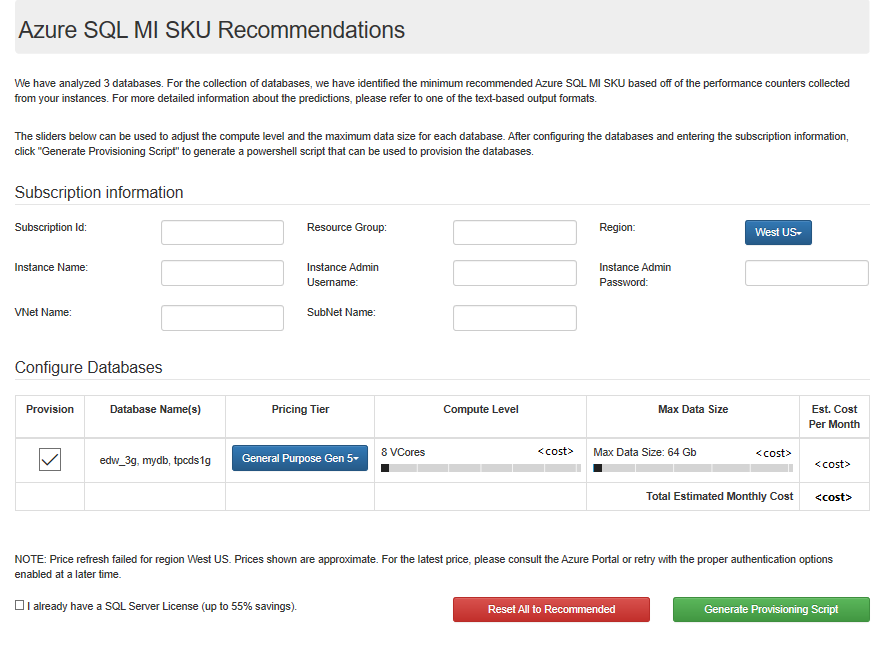 Azure SQL MI SKU Recommendations
We have analyzed 3 databases. For the collection of databases, we have identified the minimum recommended Azure SQL MI SKU based off of the performance counters collected
from your instances. For more detailed information about the predictions, please refer to one of the text-based output formats.
The sliders below can be used to adjust the compute level and the maximum data size for each database. After configuring the databases and entering the subscription information,
click "Generate Provisioning Script" to generate a powershell script that can be used to provision the databases.
Subscription information
Subscription Id: Resource Group: Region: West US
Instance Name: Instance Admin Username: Instance Admin Password:
VNet Name: SubNet Name:
Configure Databases
Provision Database Name(s) Pricing Tier Compute Level Max Data Size Est. Cost Per Month
edw_3g, mydb, tpcds1g General Purpose Gen 5 8 VCores <cost> Max Data Size: 64 Gb <cost> <cost>
Total Estimated Monthly Cost <cost>
NOTE: Price refresh failed for region West US. Prices shown are approximate. For the latest price, please consult the Azure Portal or retry with the proper authentication options
enabled at a later time.
I already have a SQL Server License (up to 55% savings). Reset All to Recommended Generate Provisioning Script